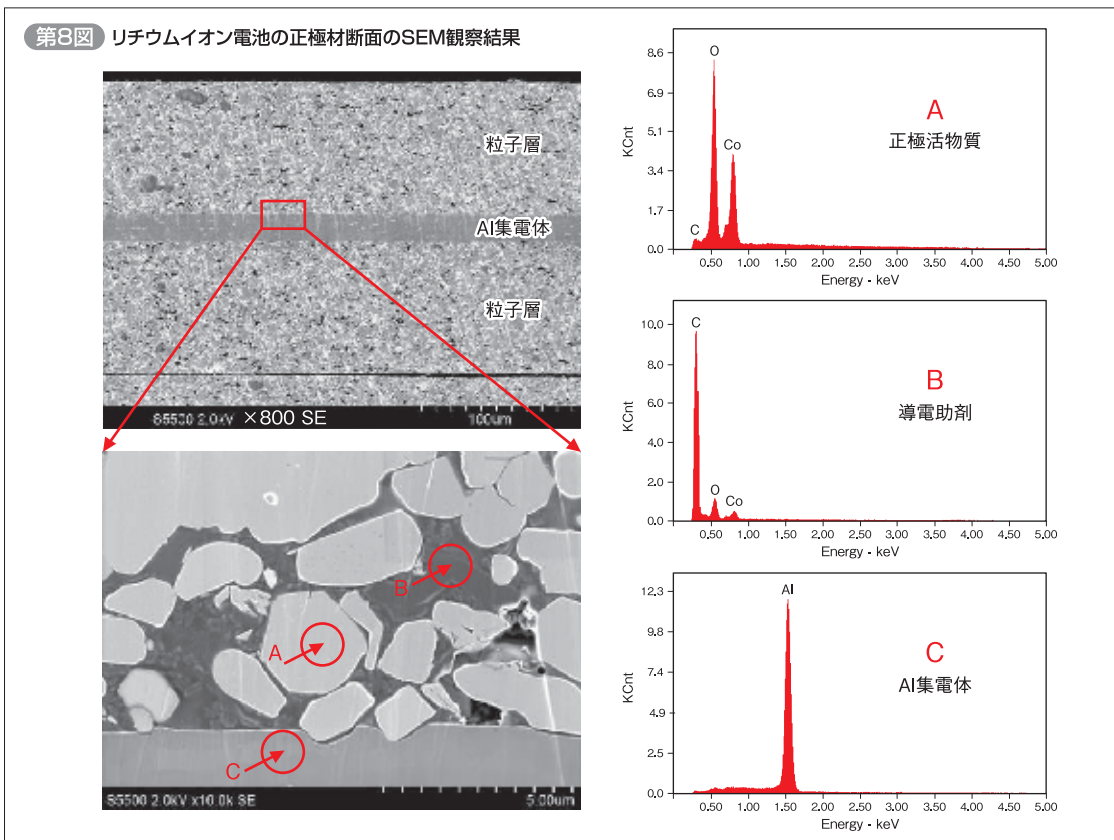 第8図 リチウムイオン電池の正極材断面のSEM観察結果
粒子層
Al集電体
粒子層
S5500 2.0kV ×800 SE 100um
A
B
C
S5500 2.0kV x10.0k SE 5.00um
KCnt
8.6
6.9
5.1
3.4
1.7
0.0
C
O
Co
A
正極活物質
0.50 1.00 1.50 2.00 2.50 3.00 3.50 4.00 4.50 5.00
Energy - keV
KCnt
10.0
8.0
6.0
4.0
2.0
0.0
C
O
Co
B
導電助剤
0.50 1.00 1.50 2.00 2.50 3.00 3.50 4.00 4.50 5.00
Energy - keV
KCnt
12.3
9.8
7.4
4.9
2.5
0.0
Al
C
Al集電体
0.50 1.00 1.50 2.00 2.50 3.00 3.50 4.00 4.50 5.00
Energy - keV